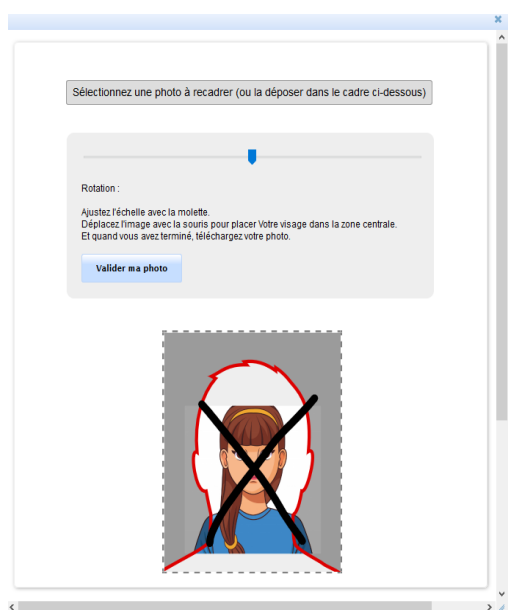 Sélectionnez une photo à recadrer (ou la déposer dans le cadre ci-dessous)
Rotation :
Ajustez l'échelle avec la molette.
Déplacez l'image avec la souris pour placer Votre visage dans la zone centrale.
Et quand vous avez terminé, téléchargez votre photo.
Valider ma photo